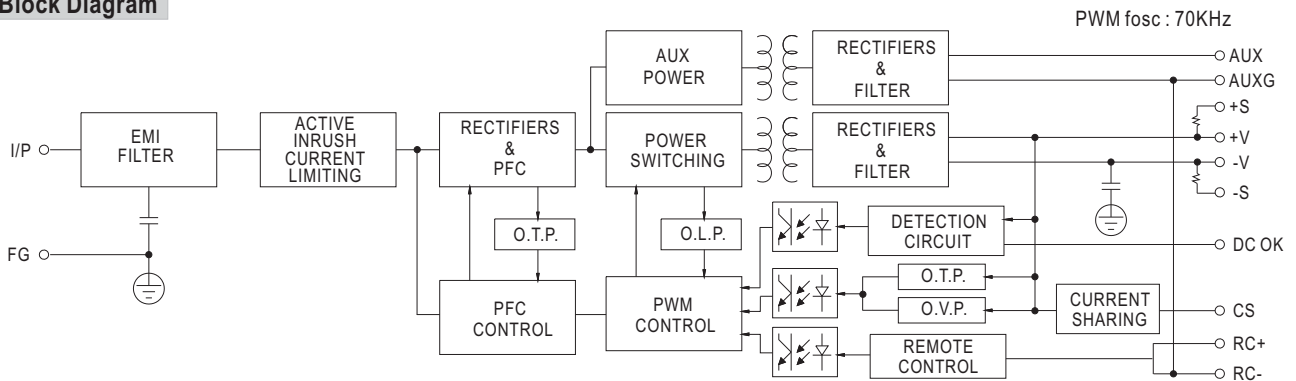 Block Diagram
PWM fosc : 70KHz
AUX
POWER
RECTIFIERS
&
FILTER
AUX
AUXG
+S
+V
-V
-S
I/P
EMI
FILTER
ACTIVE
INRUSH
CURRENT
LIMITING
RECTIFIERS
&
PFC
POWER
SWITCHING
RECTIFIERS
&
FILTER
O.T.P.
O.L.P.
DETECTION
CIRCUIT
DC OK
FG
O.T.P.
O.V.P.
PFC
CONTROL
PWM
CONTROL
CURRENT
SHARING
CS
REMOTE
CONTROL
RC+
RC-